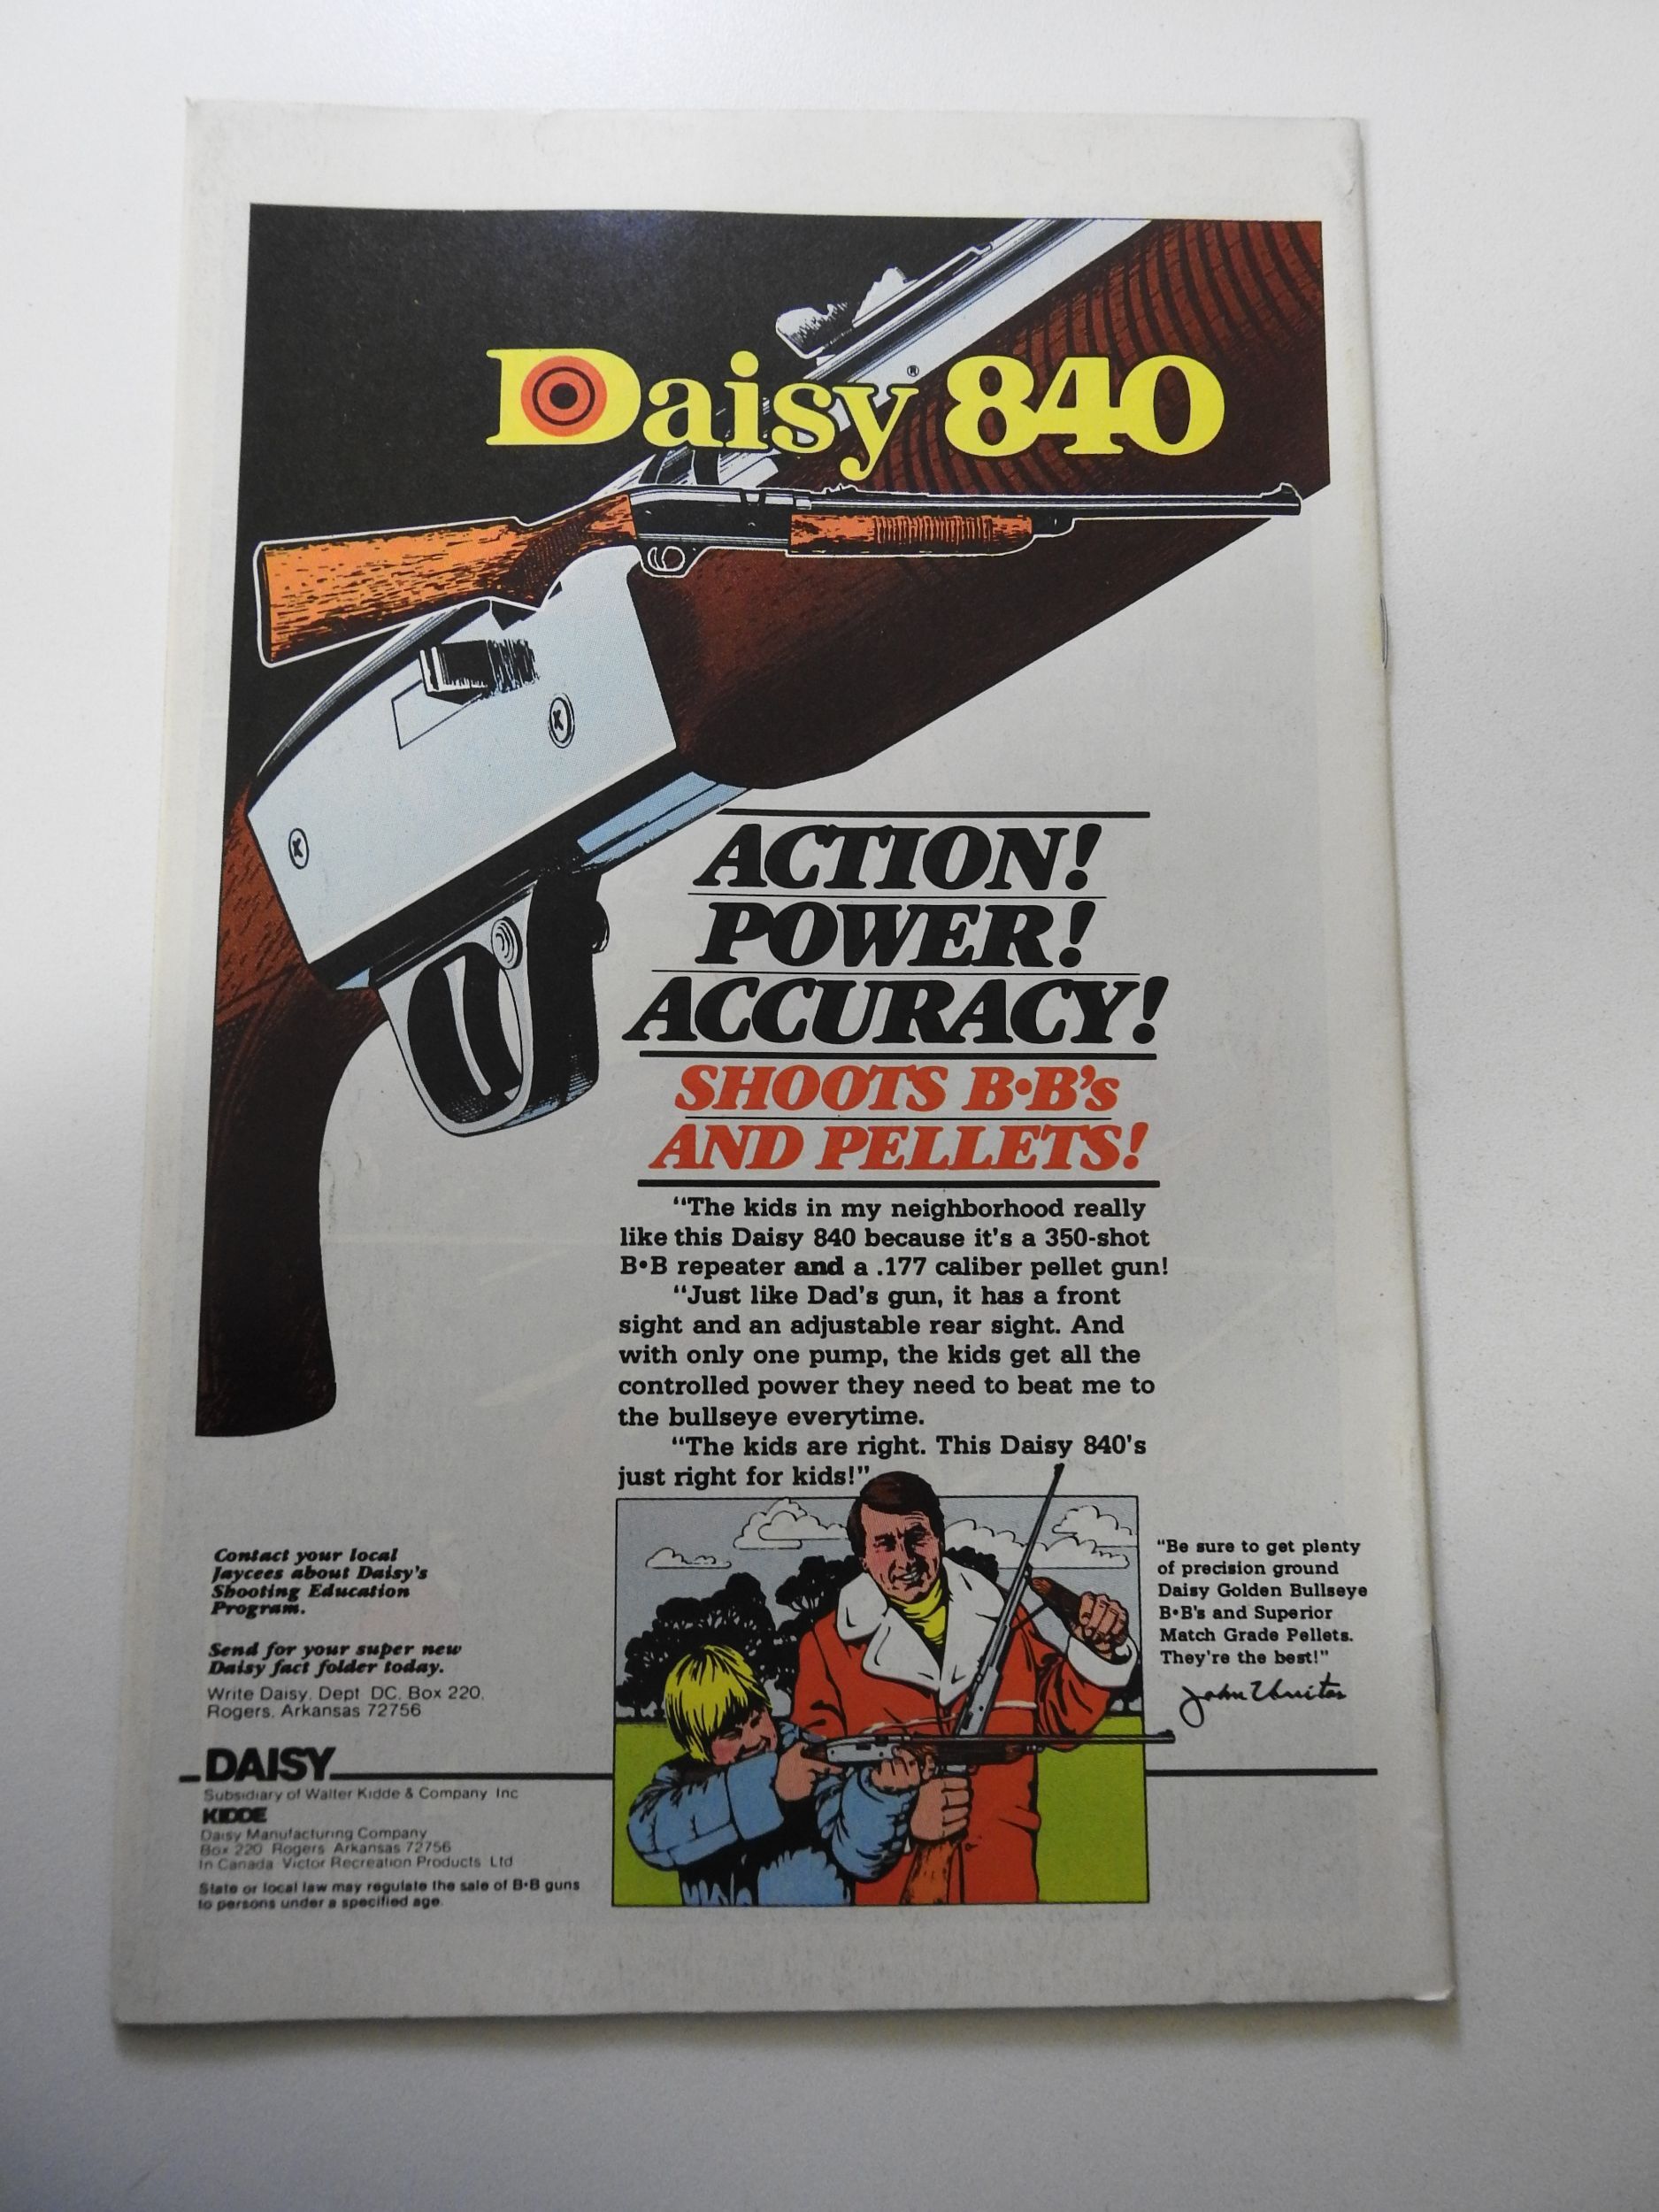 Daisy® 840
ACTION!
POWER!
ACCURACY!
SHOOTS B•B's
AND PELLETS!
“The kids in my neighborhood really
like this Daisy 840 because it's a 350-shot
B•B repeater and a .177 caliber pellet gun!
“Just like Dad's gun, it has a front
sight and an adjustable rear sight. And
with only one pump, the kids get all the
controlled power they need to beat me to
the bullseye everytime.
“The kids are right. This Daisy 840's
just right for kids!”
Contact your local
Jaycees about Daisy's
Shooting Education
Program.
Send for your super new
Daisy fact folder today.
Write Daisy, Dept DC, Box 220,
Rogers, Arkansas 72756
DAISY
Subsidiary of Walter Kidde & Company Inc
KIDDE
Daisy Manufacturing Company
Box 220 Rogers Arkansas 72756
In Canada Victor Recreation Products Ltd
State or local law may regulate the sale of B•B guns
to persons under a specified age.
“Be sure to get plenty
of precision ground
Daisy Golden Bullseye
B•B's and Superior
Match Grade Pellets.
They're the best!”
John Unitas